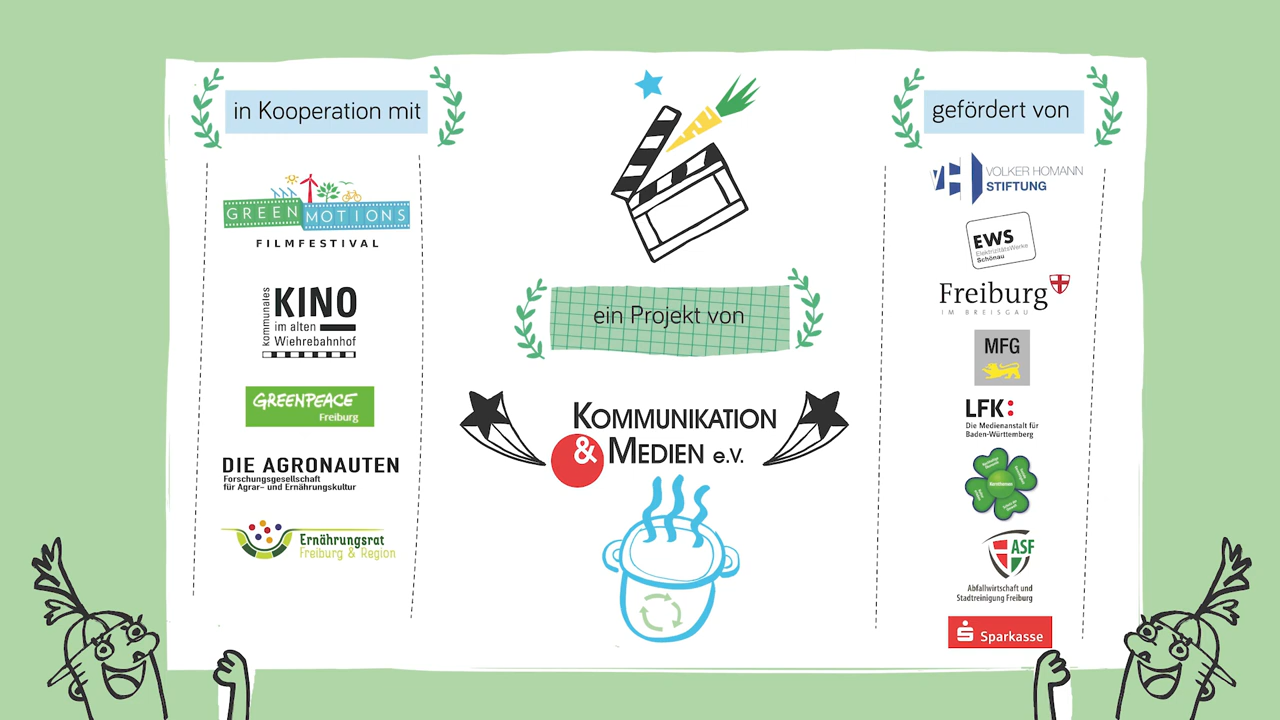 in Kooperation mit
GREEN MOTIONS
FILMFESTIVAL
kommunales
KINO
im alten
Wiehrebahnhof
GREENPEACE
Freiburg
DIE AGRONAUTEN
Forschungsgesellschaft
für Agrar- und Ernährungskultur
Ernährungsrat
Freiburg & Region
ein Projekt von
KOMMUNIKATION
& MEDIEN e.V.
gefördert von
VOLKER HOMANN
STIFTUNG
EWS
ElektrizitätsWerke
Schönau
Freiburg
IM BREISGAU
MFG
LFK:
Die Medienanstalt für
Baden-Württemberg
ASF
Abfallwirtschaft und
Stadtreinigung Freiburg
Sparkasse